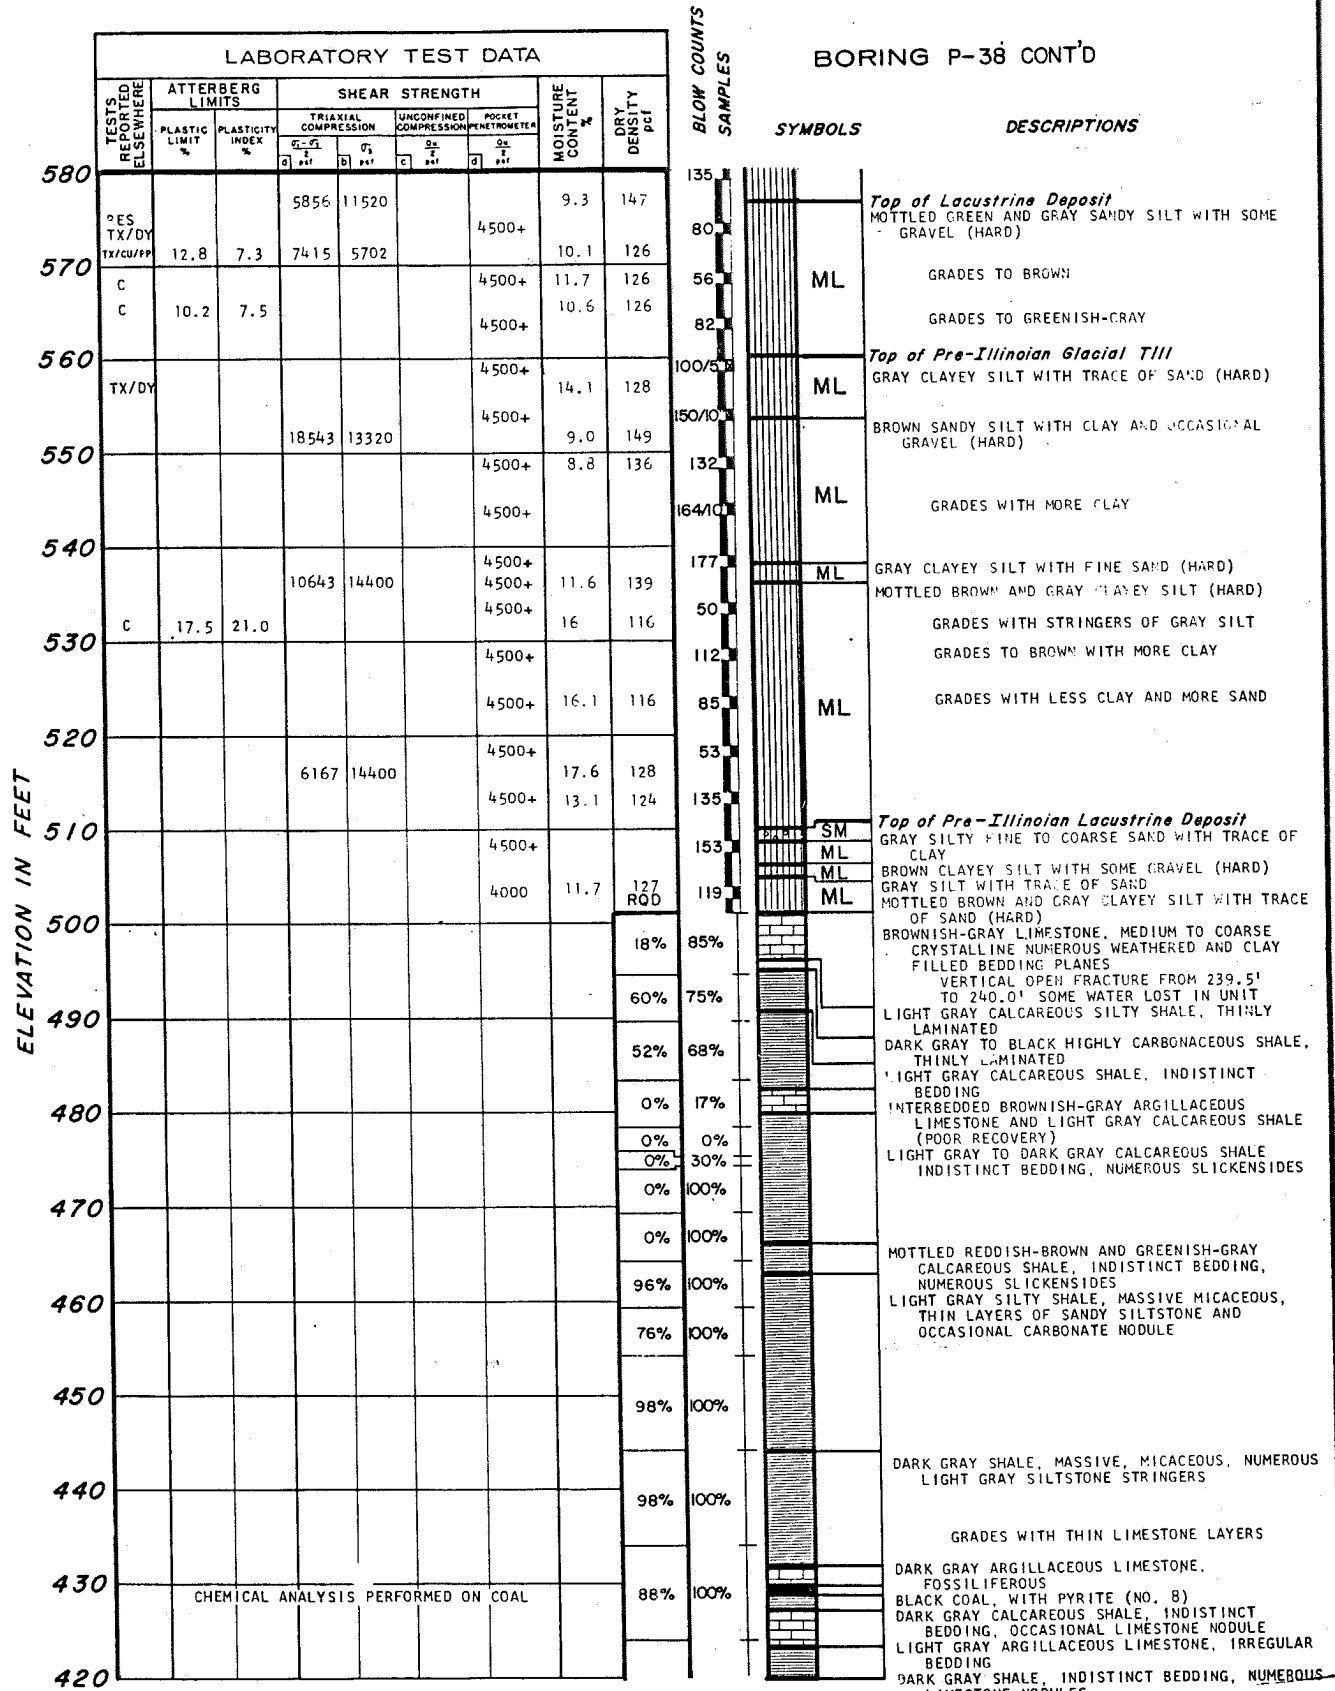 LABORATORY TEST DATA
BLOW COUNTS
SAMPLES
BORING P-38 CONT'D
TESTS REPORTED ELSEWHERE
ATTERBERG LIMITS
SHEAR STRENGTH
MOISTURE CONTENT %
DRY DENSITY pcf
PLASTIC LIMIT %
PLASTICITY INDEX %
TRIAXIAL COMPRESSION
UNCONFINED COMPRESSION
POCKET PENETROMETER
SYMBOLS
DESCRIPTIONS
a psf
b psf
c psf
d psf
ELEVATION IN FEET
580
135
5856 11520 9.3 147
Top of Lacustrine Deposit
MOTTLED GREEN AND GRAY SANDY SILT WITH SOME
GRAVEL (HARD)
TX/DY
4500+
80
TX/CU/PP 12.8 7.3 7415 5702 10.1 126
570
C 4500+ 11.7 126
56
ML
GRADES TO BROWN
C 10.2 7.5 10.6 126
4500+
82
GRADES TO GREENISH-GRAY
560
Top of Pre-Illinoian Glacial Till
4500+
100/5
TX/DY 14.1 128
ML
GRAY CLAYEY SILT WITH TRACE OF SAND (HARD)
4500+
150/10
18543 13320 9.0 149
BROWN SANDY SILT WITH CLAY AND OCCASIONAL
GRAVEL (HARD)
550
4500+ 8.8 136
132
ML
4500+
164/10
GRADES WITH MORE CLAY
540
4500+
177
ML
GRAY CLAYEY SILT WITH FINE SAND (HARD)
10643 14400 4500+ 11.6 139
MOTTLED BROWN AND GRAY CLAYEY SILT (HARD)
4500+
50
C 17.5 21.0 16 116
GRADES WITH STRINGERS OF GRAY SILT
530
4500+
112
GRADES TO BROWN WITH MORE CLAY
4500+ 16.1 116
85
ML
GRADES WITH LESS CLAY AND MORE SAND
520
4500+
53
6167 14400 17.6 128
4500+ 13.1 124
135
510
Top of Pre-Illinoian Lacustrine Deposit
SM
GRAY SILTY FINE TO COARSE SAND WITH TRACE OF
CLAY
4500+
153
ML
ML
BROWN CLAYEY SILT WITH SOME GRAVEL (HARD)
GRAY SILT WITH TRACE OF SAND
4000 11.7 127
119
ML
RQD
MOTTLED BROWN AND GRAY CLAYEY SILT WITH TRACE
OF SAND (HARD)
500
BROWNISH-GRAY LIMESTONE, MEDIUM TO COARSE
CRYSTALLINE NUMEROUS WEATHERED AND CLAY
FILLED BEDDING PLANES
18% 85%
VERTICAL OPEN FRACTURE FROM 239.5'
TO 240.0' SOME WATER LOST IN UNIT
60% 75%
LIGHT GRAY CALCAREOUS SILTY SHALE, THINLY
LAMINATED
490
DARK GRAY TO BLACK HIGHLY CARBONACEOUS SHALE,
THINLY LAMINATED
52% 68%
LIGHT GRAY CALCAREOUS SHALE, INDISTINCT
BEDDING
0% 17%
480
INTERBEDDED BROWNISH-GRAY ARGILLACEOUS
LIMESTONE AND LIGHT GRAY CALCAREOUS SHALE
(POOR RECOVERY)
0% 0%
0% 30%
LIGHT GRAY TO DARK GRAY CALCAREOUS SHALE
INDISTINCT BEDDING, NUMEROUS SLICKENSIDES
0% 100%
470
0% 100%
MOTTLED REDDISH-BROWN AND GREENISH-GRAY
CALCAREOUS SHALE, INDISTINCT BEDDING,
NUMEROUS SLICKENSIDES
96% 100%
460
LIGHT GRAY SILTY SHALE, MASSIVE MICACEOUS,
THIN LAYERS OF SANDY SILTSTONE AND
OCCASIONAL CARBONATE NODULE
76% 100%
450
98% 100%
DARK GRAY SHALE, MASSIVE, MICACEOUS, NUMEROUS
LIGHT GRAY SILTSTONE STRINGERS
440
98% 100%
GRADES WITH THIN LIMESTONE LAYERS
430
DARK GRAY ARGILLACEOUS LIMESTONE,
FOSSILIFEROUS
CHEMICAL ANALYSIS PERFORMED ON COAL
88% 100%
BLACK COAL, WITH PYRITE (NO. 8)
DARK GRAY CALCAREOUS SHALE, INDISTINCT
BEDDING, OCCASIONAL LIMESTONE NODULE
LIGHT GRAY ARGILLACEOUS LIMESTONE, IRREGULAR
BEDDING
420
DARK GRAY SHALE, INDISTINCT BEDDING, NUMEROUS